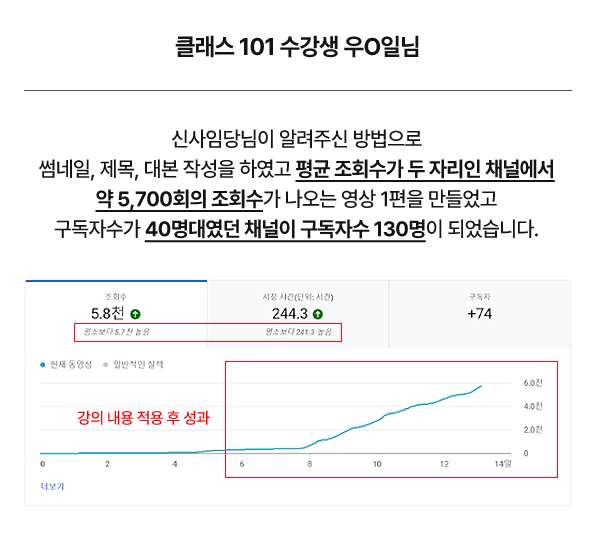 클래스 101 수강생 우O일님
신사임당님이 알려주신 방법으로
썸네일, 제목, 대본 작성을 하였고 평균 조회수가 두 자리인 채널에서
약 5,700회의 조회수가 나오는 영상 1편을 만들었고
구독자수가 40명대였던 채널이 구독자수 130명이 되었습니다.
조회수 시청 시간(단위:시간) 구독자
5.8천 244.3 +74
평소보다 5.7천 높음 평소보다 241.3 높음
현재 동영상 일반적인 실적
6.0천
4.0천
강의 내용 적용 후 성과
2.0천
0
0 2 4 6 8 10 12 14일
더보기